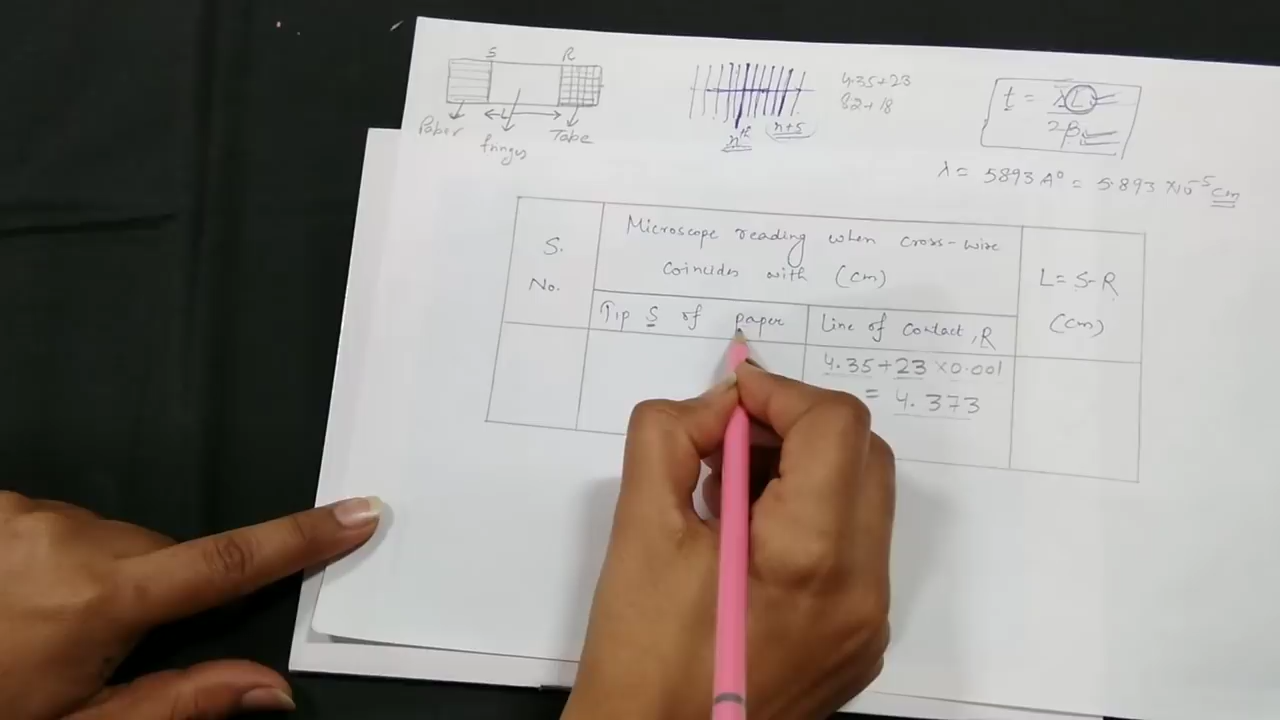 S R
Paper
L
fringes
Tape
nth
n+5
4.35+23
82+18
t = λL
2β
λ = 5893 A° = 5.893 ×10-5 cm
S. No.
Microscope reading when cross-wire
coincides with (cm)
L = S-R
(cm)
Tip S of paper
Line of contact, R
4.35+23×0.001
= 4.373